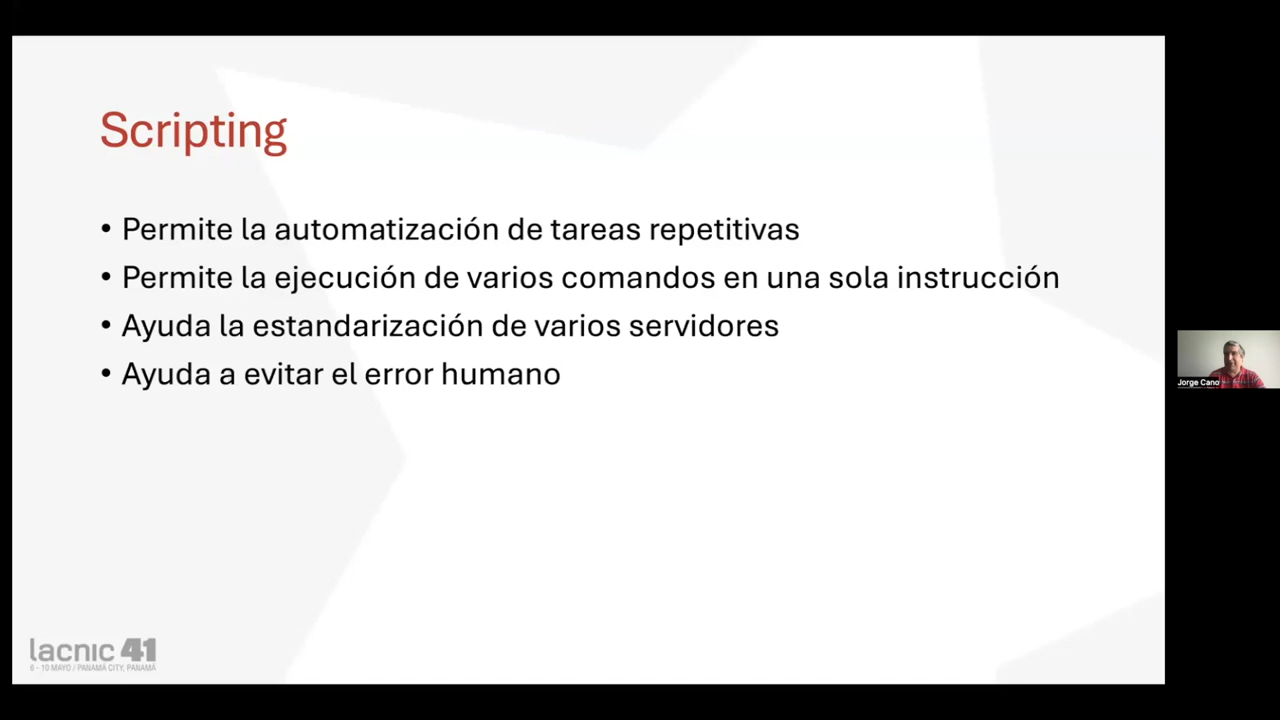 Scripting
• Permite la automatización de tareas repetitivas
• Permite la ejecución de varios comandos en una sola instrucción
• Ayuda la estandarización de varios servidores
• Ayuda a evitar el error humano
Jorge Cano
lacnic 41
6 - 10 MAYO / PANAMÁ CITY, PANAMÁ